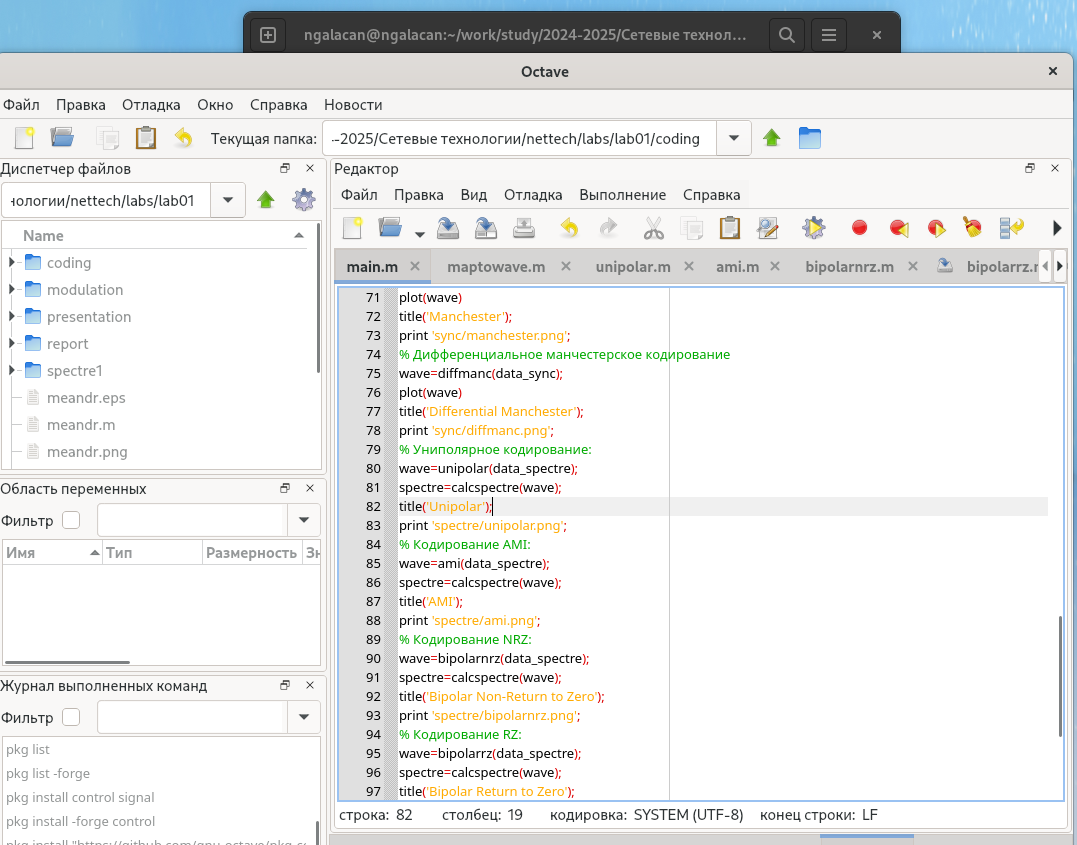 ngalacan@ngalacan:~/work/study/2024-2025/Сетевые технол...
Octave
Файл Правка Отладка Окно Справка Новости
Текущая папка: --2025/Сетевые технологии/nettech/labs/lab01/coding
Диспетчер файлов
нологии/nettech/labs/lab01
Name
coding
modulation
presentation
report
spectre1
meandr.eps
meandr.m
meandr.png
Область переменных
Фильтр
Имя Тип Размерность Зн
Журнал выполненных команд
Фильтр
pkg list
pkg list -forge
pkg install control signal
pkg install -forge control
Редактор
Файл Правка Вид Отладка Выполнение Справка
main.m maptowave.m unipolar.m ami.m bipolarnrz.m bipolarrz.m
71 plot(wave)
72 title('Manchester');
73 print 'sync/manchester.png';
74 % Дифференциальное манчестерское кодирование
75 wave=diffmanc(data_sync);
76 plot(wave)
77 title('Differential Manchester');
78 print 'sync/diffmanc.png';
79 % Униполярное кодирование:
80 wave=unipolar(data_spectre);
81 spectre=calcspectre(wave);
82 title('Unipolar');
83 print 'spectre/unipolar.png';
84 % Кодирование AMI:
85 wave=ami(data_spectre);
86 spectre=calcspectre(wave);
87 title('AMI');
88 print 'spectre/ami.png';
89 % Кодирование NRZ:
90 wave=bipolarnrz(data_spectre);
91 spectre=calcspectre(wave);
92 title('Bipolar Non-Return to Zero');
93 print 'spectre/bipolarnrz.png';
94 % Кодирование RZ:
95 wave=bipolarrz(data_spectre);
96 spectre=calcspectre(wave);
97 title('Bipolar Return to Zero');
строка: 82 столбец: 19 кодировка: SYSTEM (UTF-8) конец строки: LF